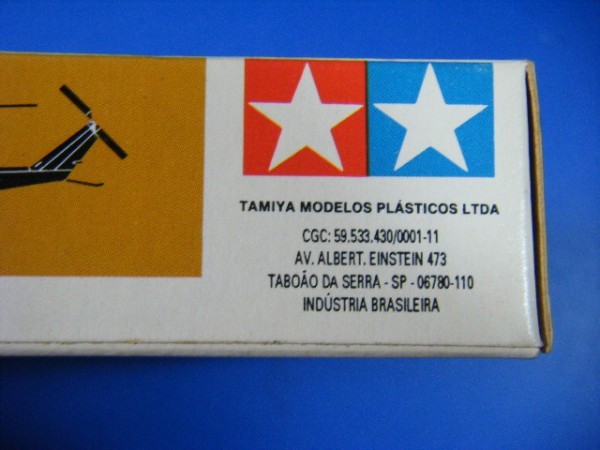 TAMIYA MODELOS PLÁSTICOS LTDA
CGC: 59.533.430/0001-11
AV. ALBERT. EINSTEIN 473
TABOÃO DA SERRA - SP - 06780-110
INDÚSTRIA BRASILEIRA